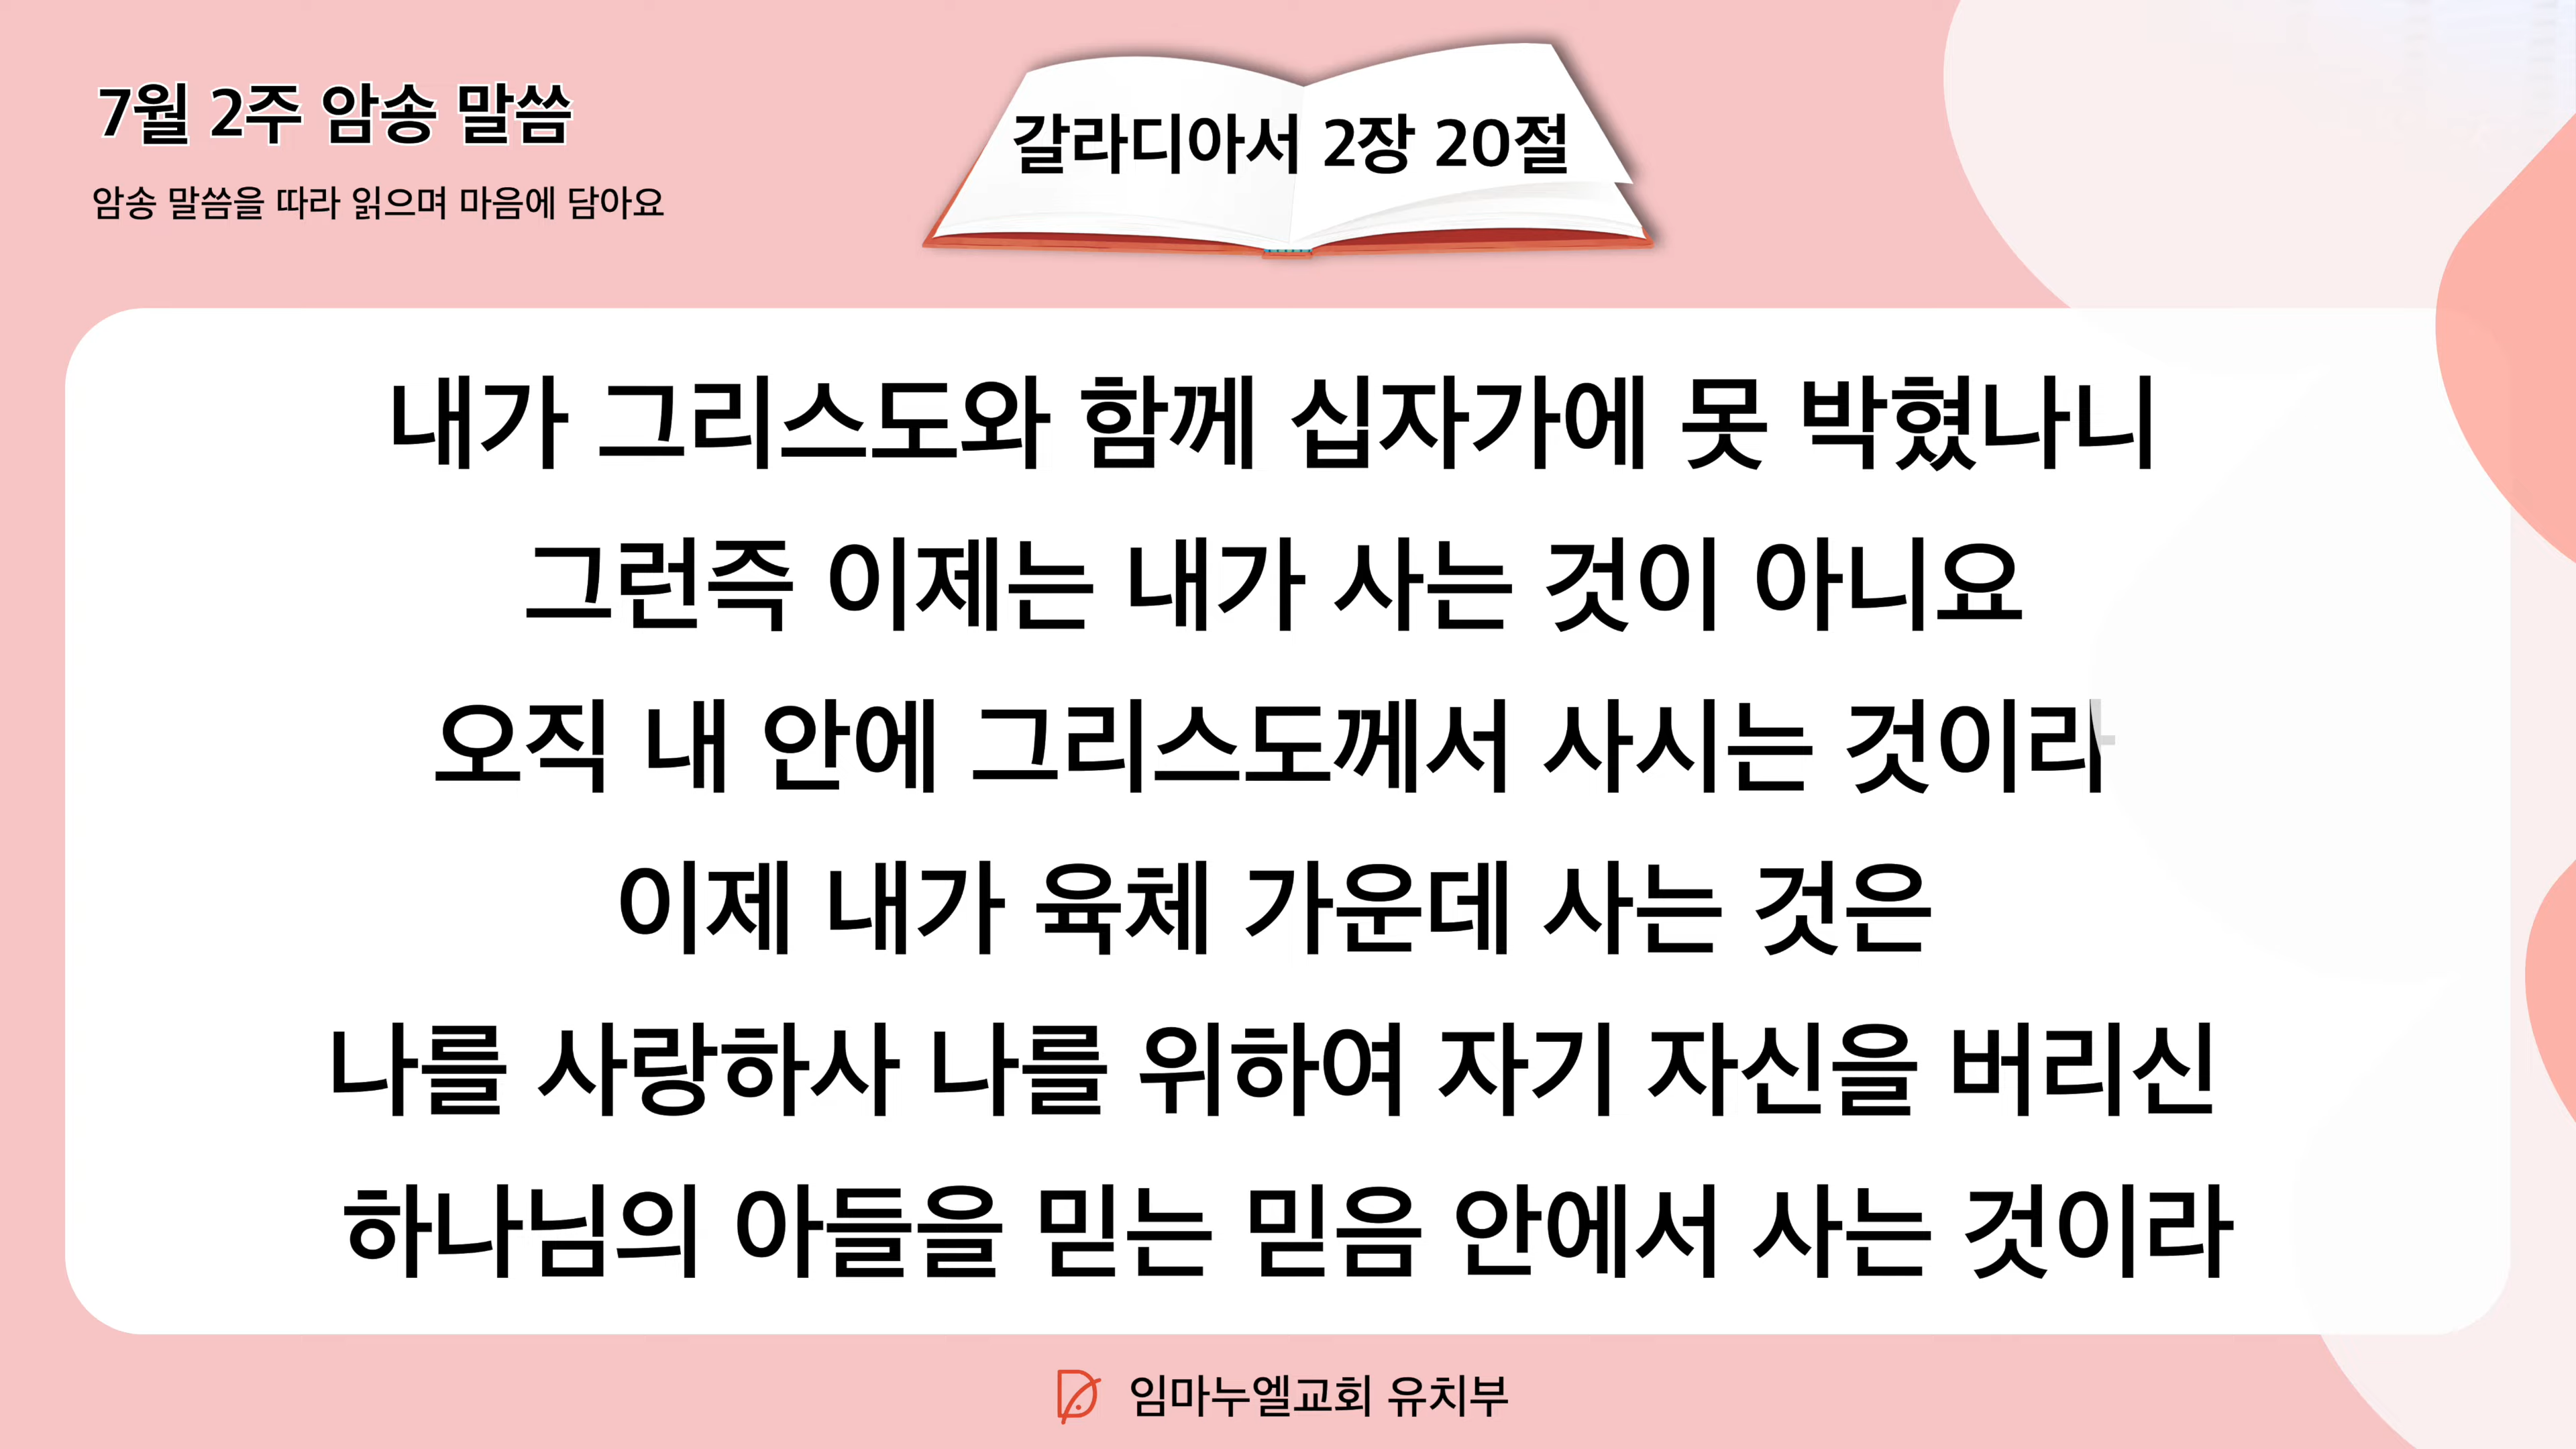 7월 2주 암송 말씀
암송 말씀을 따라 읽으며 마음에 담아요
갈라디아서 2장 20절
내가 그리스도와 함께 십자가에 못 박혔나니
그런즉 이제는 내가 사는 것이 아니요
오직 내 안에 그리스도께서 사시는 것이라
이제 내가 육체 가운데 사는 것은
나를 사랑하사 나를 위하여 자기 자신을 버리신
하나님의 아들을 믿는 믿음 안에서 사는 것이라
임마누엘교회 유치부